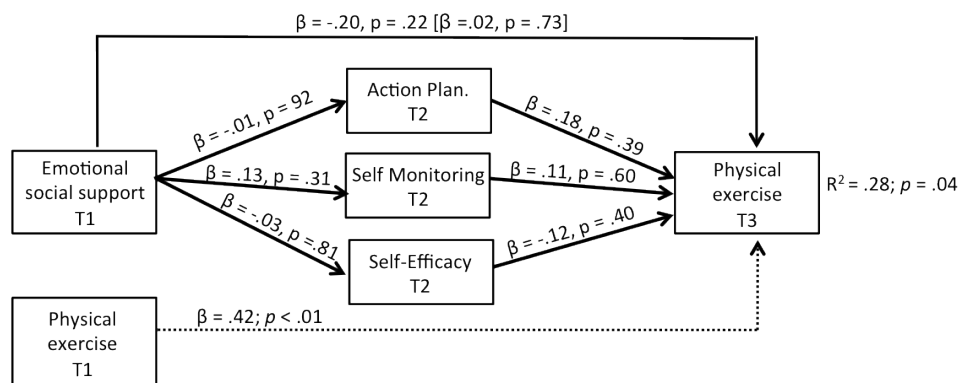 β = -.20, p = .22 [β =.02, p = .73]
Action Plan.
T2
β = -.01, p = 92
β = .18, p = .39
Emotional
social support
T1
β = .13, p = .31
Self Monitoring
T2
β = .11, p = .60
Physical
exercise
T3
R² = .28; p = .04
β = -.03, p =.81
Self-Efficacy
T2
β = -.12, p = .40
Physical
exercise
T1
β = .42; p < .01